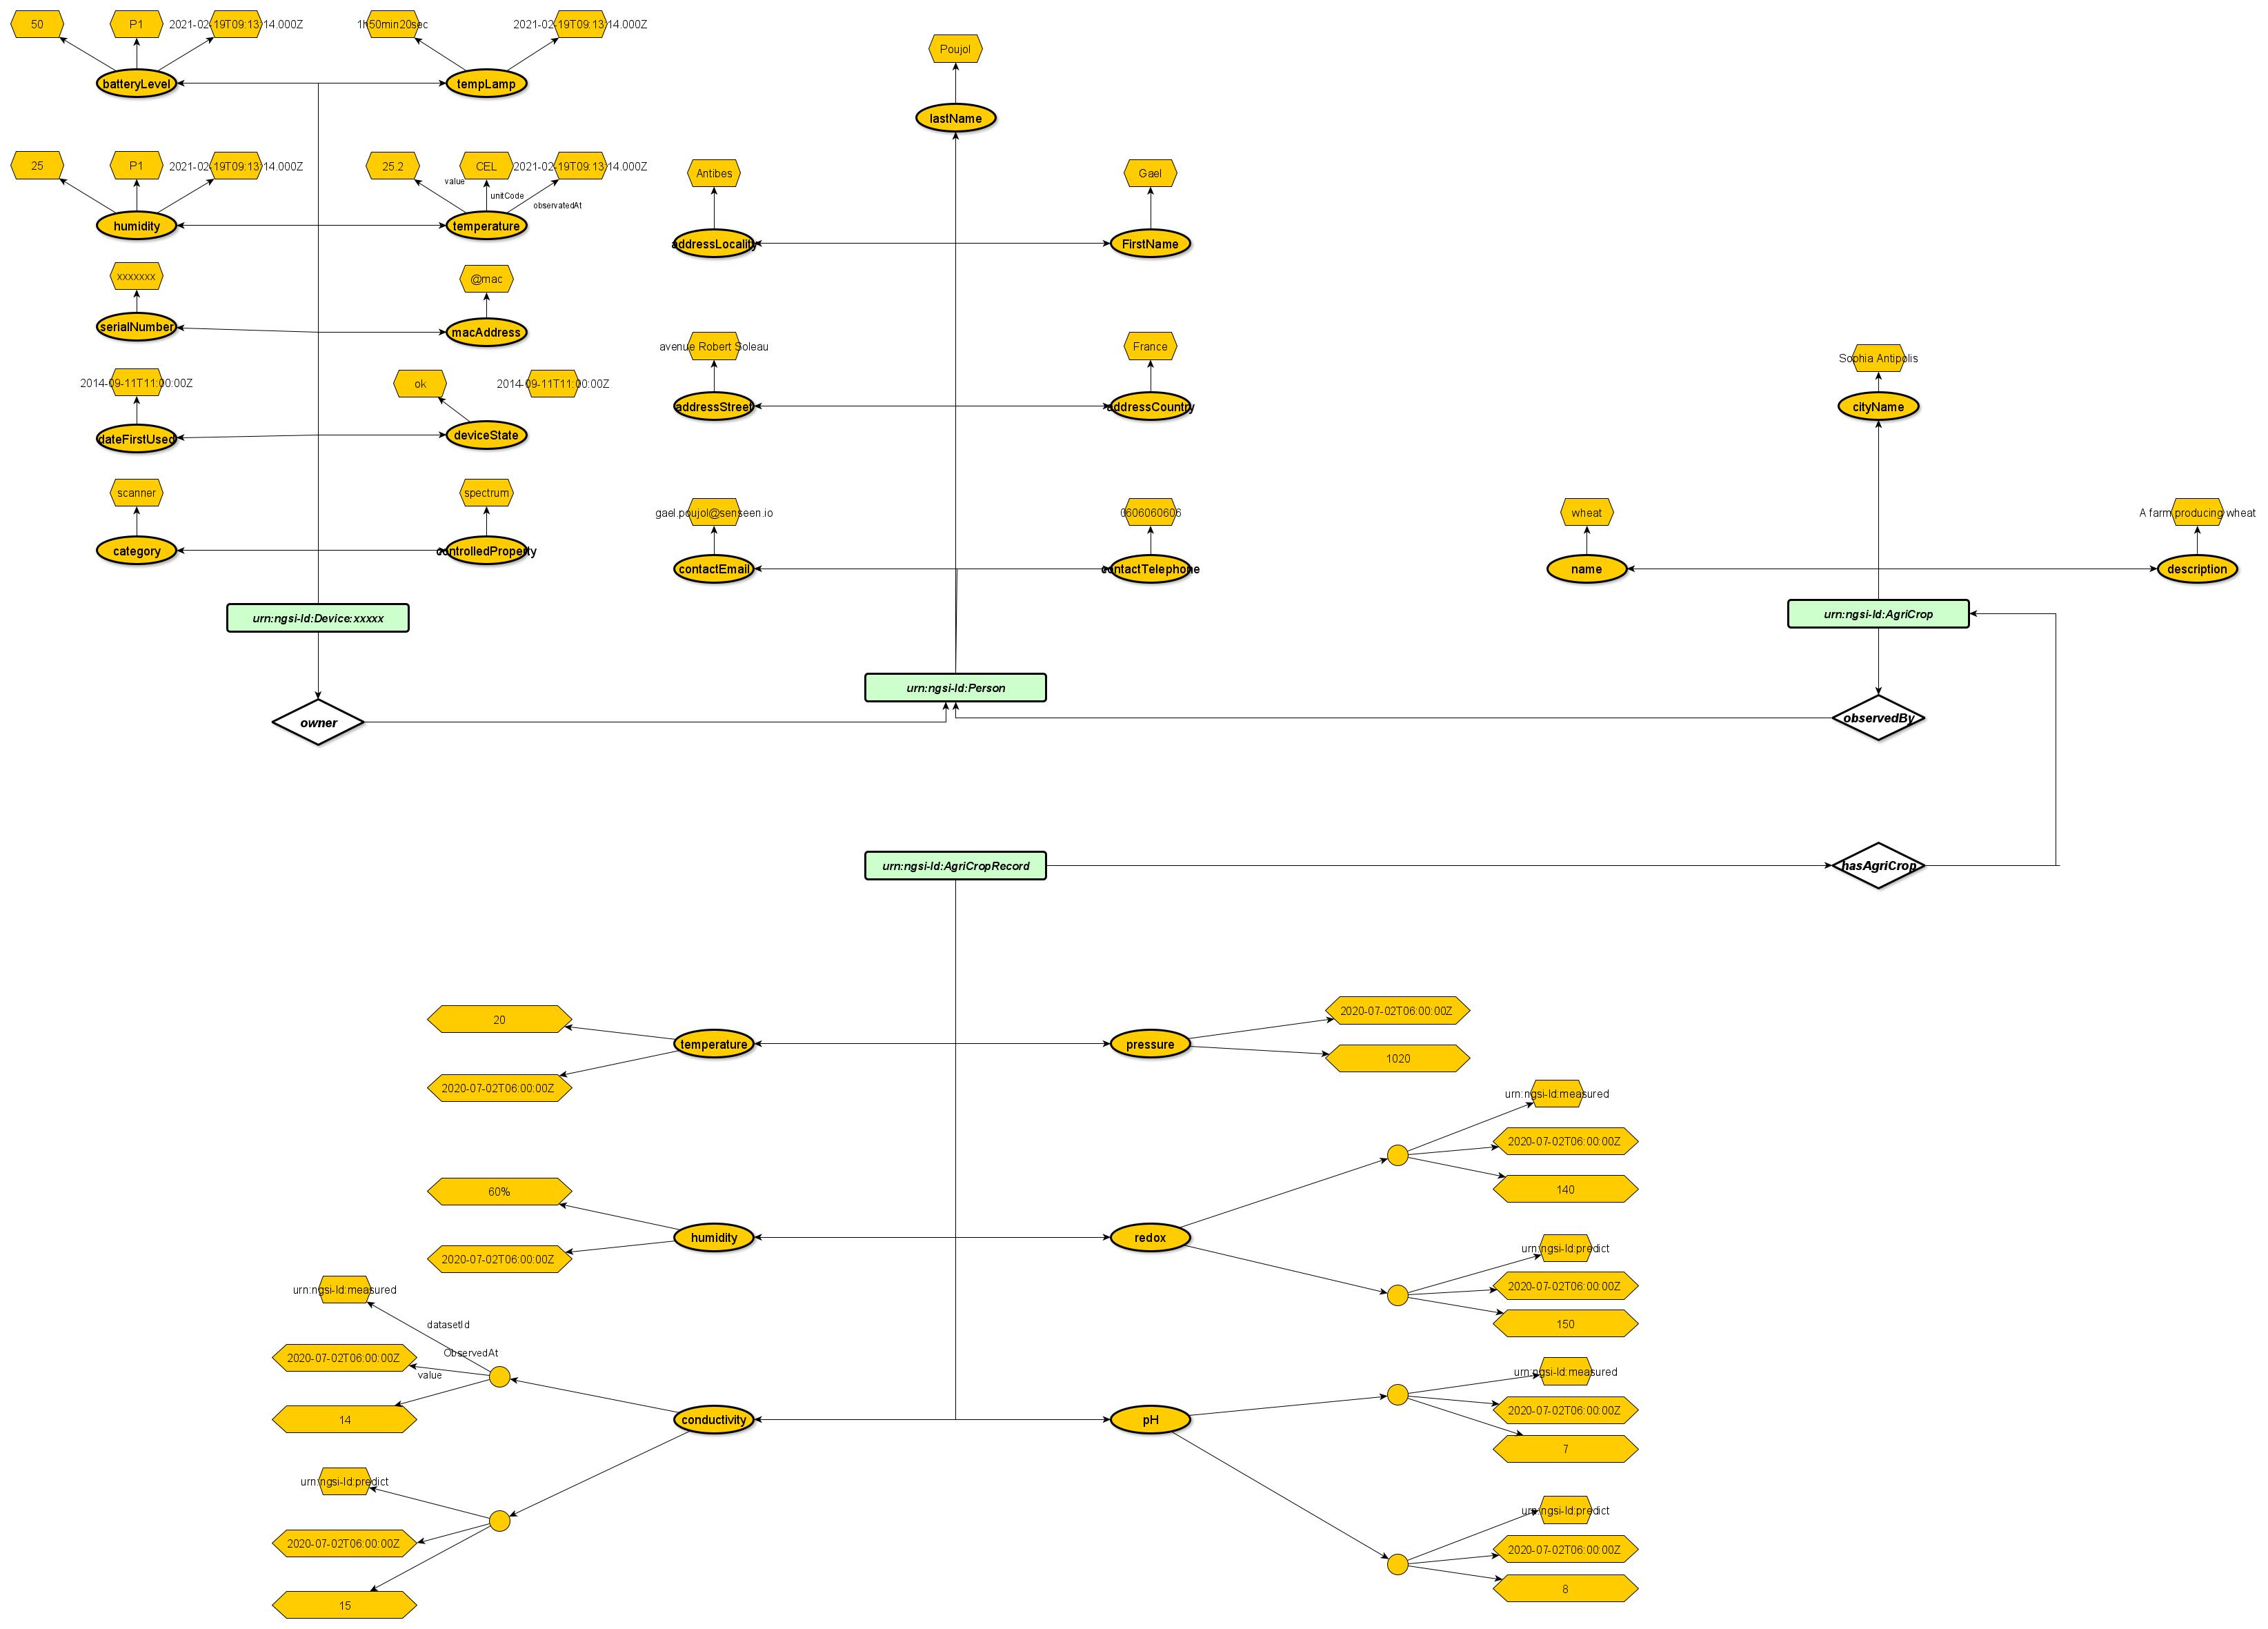 50
P1
2021-02-19T09:13:14.000Z
1h50min20sec
2021-02-19T09:13:14.000Z
batteryLevel
tempLamp
Poujol
lastName
25
P1
2021-02-19T09:13:14.000Z
25.2
CEL
2021-02-19T09:13:14.000Z
value
unitCode
observatedAt
humidity
temperature
Antibes
Gael
addressLocality
FirstName
xxxxxxx
@mac
serialNumber
macAddress
avenue Robert Soleau
France
addressStreet
addressCountry
Sophia Antipolis
cityName
2014-09-11T11:00:00Z
ok
2014-09-11T11:00:00Z
dateFirstUsed
deviceState
scanner
spectrum
category
controlledProperty
gael.poujol@senseen.io
0606060606
contactEmail
contactTelephone
wheat
A farm producing wheat
name
description
urn:ngsi-ld:Device:xxxxx
urn:ngsi-ld:Person
urn:ngsi-ld:AgriCrop
owner
observedBy
urn:ngsi-ld:AgriCropRecord
hasAgriCrop
20
temperature
2020-07-02T06:00:00Z
2020-07-02T06:00:00Z
pressure
1020
urn:ngsi-ld:measured
2020-07-02T06:00:00Z
140
60%
humidity
2020-07-02T06:00:00Z
redox
urn:ngsi-ld:predict
2020-07-02T06:00:00Z
150
urn:ngsi-ld:measured
datasetId
ObservedAt
2020-07-02T06:00:00Z
value
14
conductivity
pH
urn:ngsi-ld:measured
2020-07-02T06:00:00Z
7
urn:ngsi-ld:predict
2020-07-02T06:00:00Z
15
urn:ngsi-ld:predict
2020-07-02T06:00:00Z
8